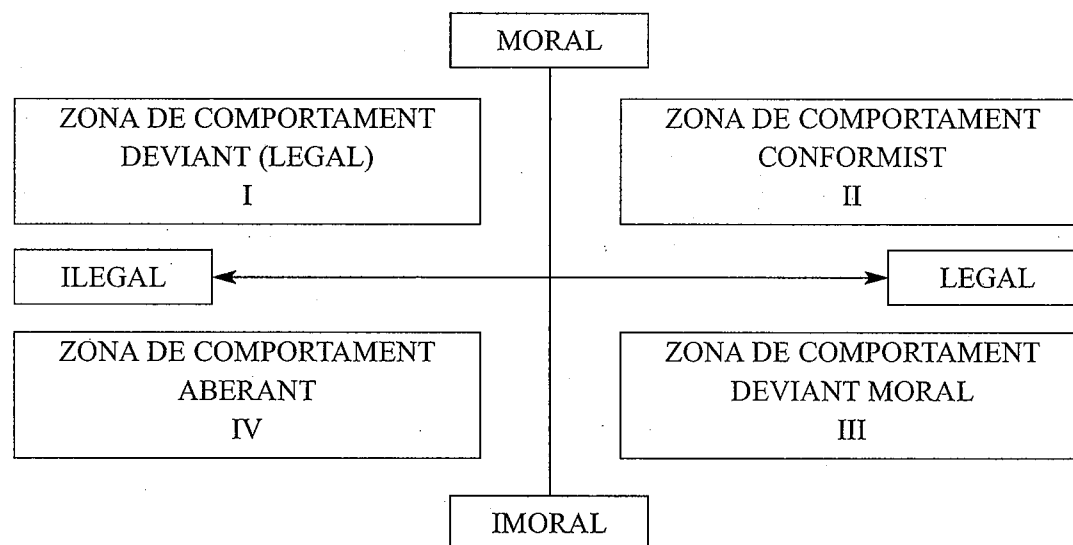 MORAL
ZONA DE COMPORTAMENT
DEVIANT (LEGAL)
I
ZONA DE COMPORTAMENT
CONFORMIST
II
ILEGAL
LEGAL
ZONA DE COMPORTAMENT
ABERANT
IV
ZONA DE COMPORTAMENT
DEVIANT MORAL
III
IMORAL